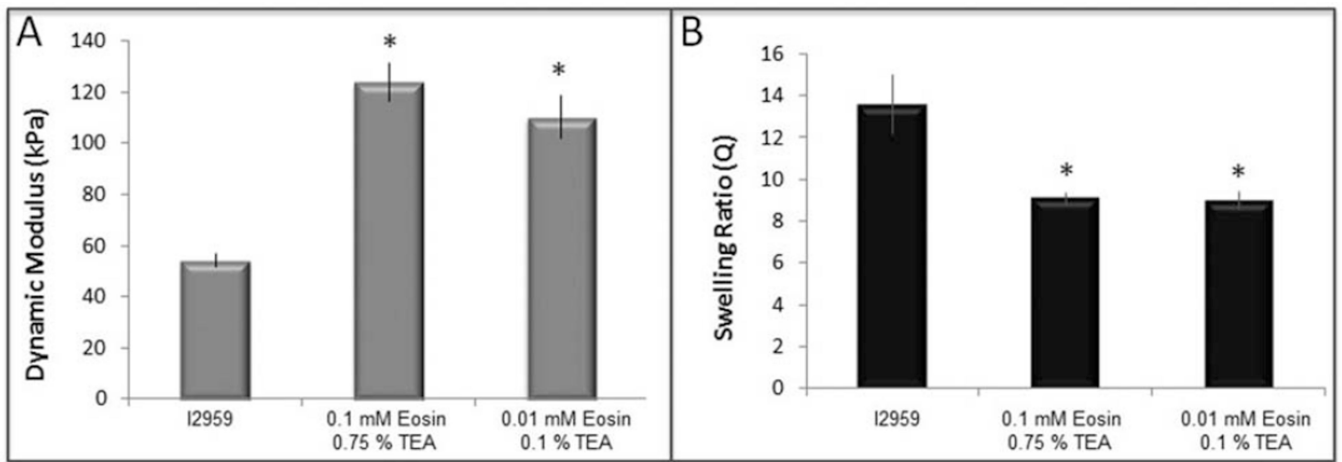 A
Dynamic Modulus (kPa)
140
120
100
80
60
40
20
0
*
*
I2959
0.1 mM Eosin
0.75 % TEA
0.01 mM Eosin
0.1 % TEA
B
Swelling Ratio (Q)
16
14
12
10
8
6
4
2
0
*
*
I2959
0.1 mM Eosin
0.75 % TEA
0.01 mM Eosin
0.1 % TEA